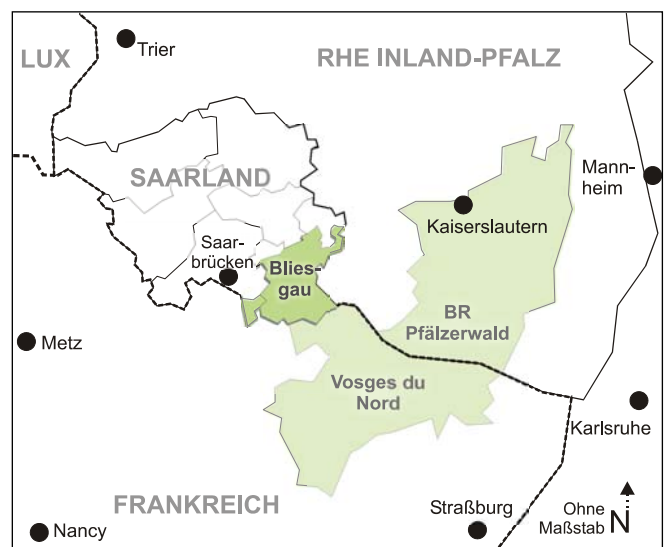 LUX
Trier
RHE INLAND-PFALZ
SAARLAND
Mann-
heim
Kaiserslautern
Saar-
brücken
Blies-
gau
BR
Pfälzerwald
Metz
Vosges du
Nord
Karlsruhe
FRANKREICH
Straßburg
Ohne
Maßstab
N
Nancy